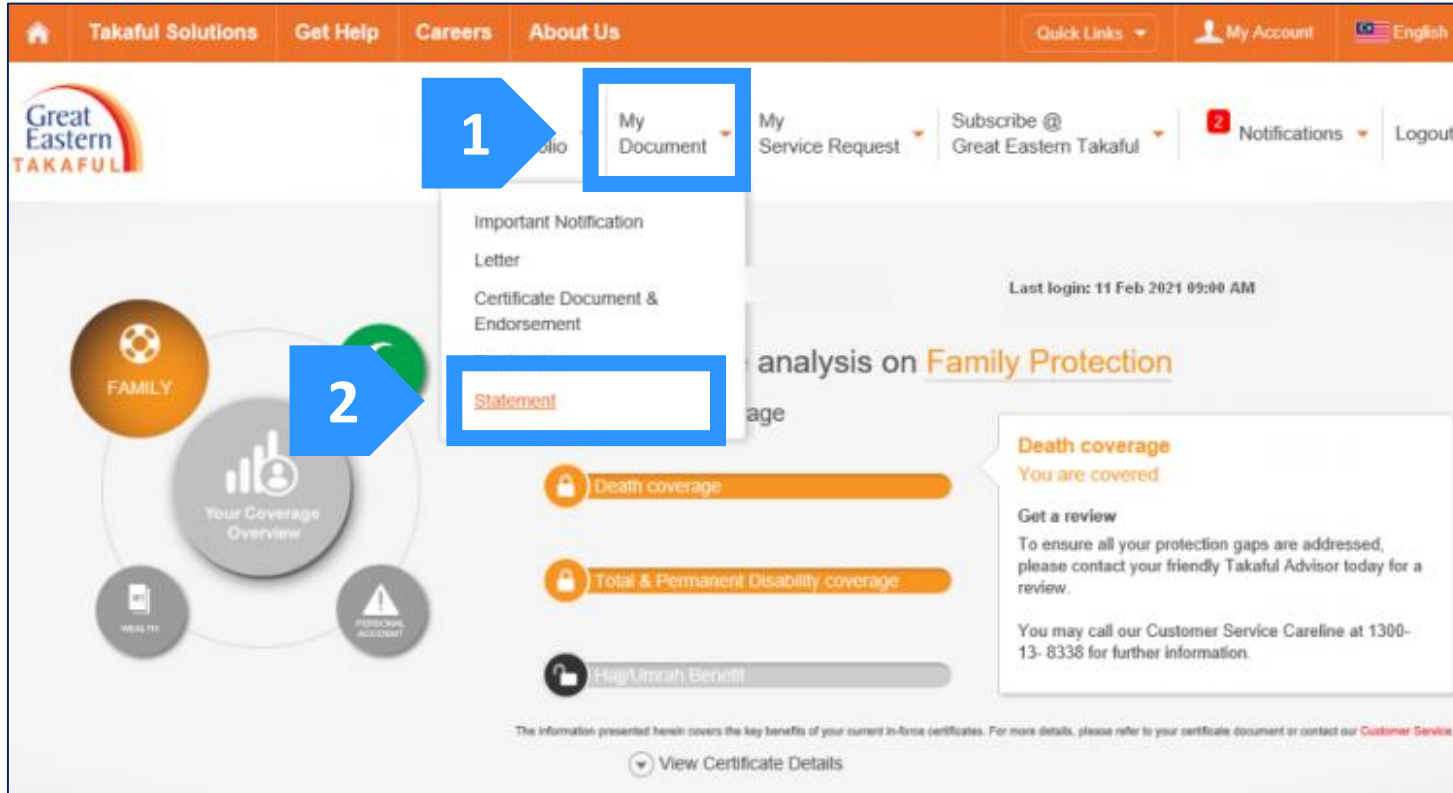 Takaful Solutions Get Help Careers About Us Quick Links My Account English
Great
Eastern
TAKAFUL
1
My
Document
My
Service Request
Subscribe @
Great Eastern Takaful
2 Notifications
Logout
Important Notification
Letter
Certificate Document &
Endorsement
2
Statement
Last login: 11 Feb 2021 09:00 AM
analysis on Family Protection
FAMILY
Your Coverage
Overview
WEALTH
PERSONAL
ACCIDENT
Death coverage
Total & Permanent Disability coverage
Hajj/Umrah Benefit
Death coverage
You are covered
Get a review
To ensure all your protection gaps are addressed,
please contact your friendly Takaful Advisor today for a
review.
You may call our Customer Service Careline at 1300-
13- 8338 for further information.
The information presented herein covers the key benefits of your current in-force certificates. For more details, please refer to your certificate document or contact our Customer Service
View Certificate Details